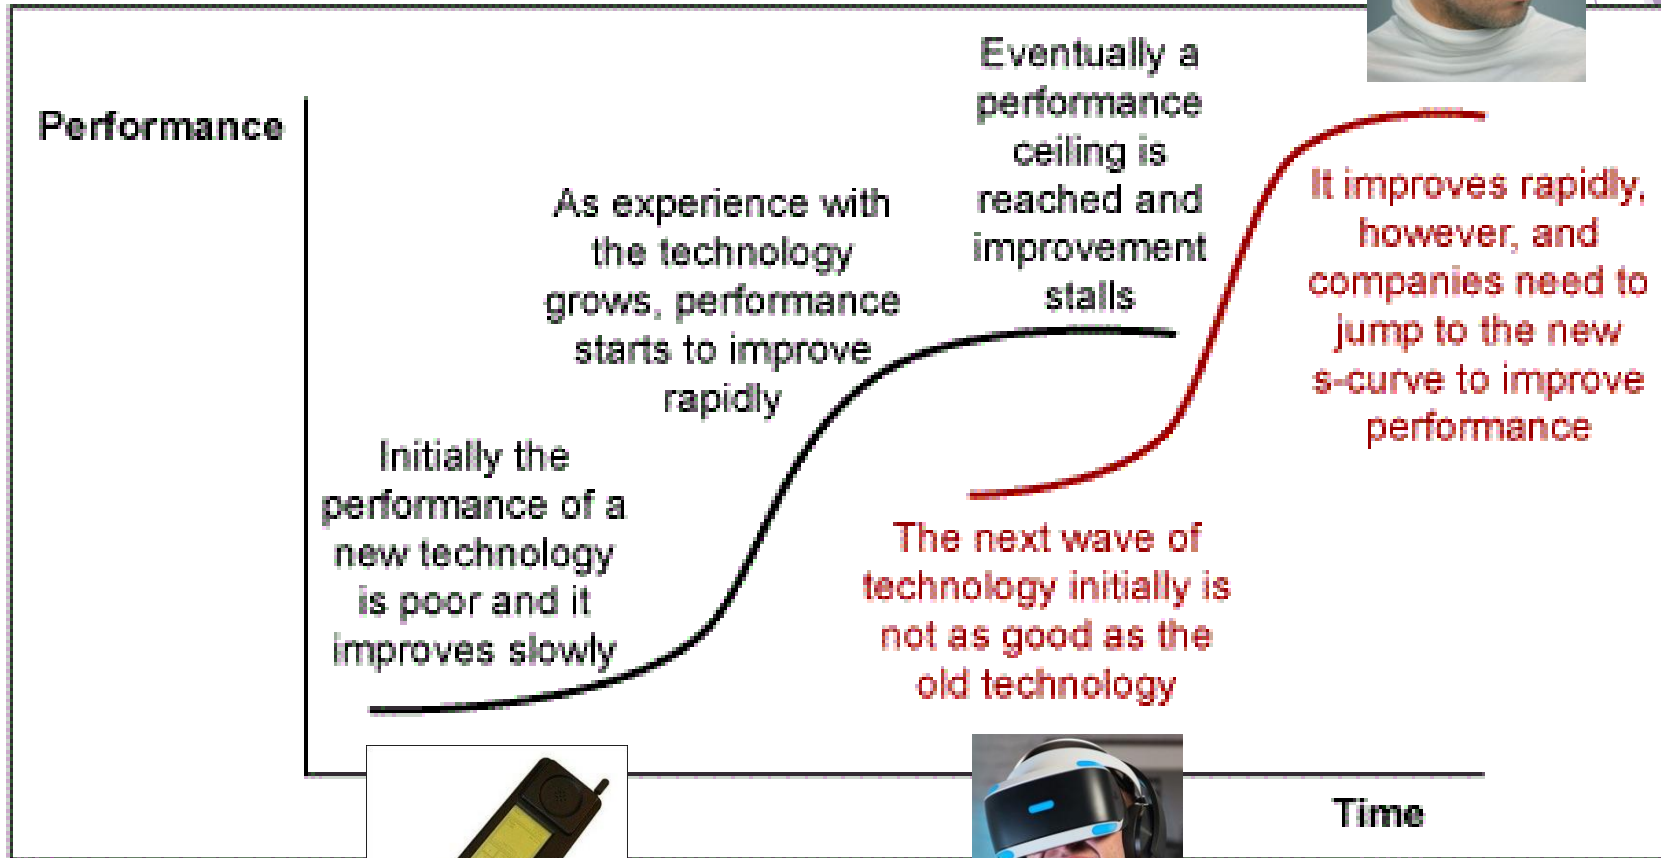 Performance
Initially the
performance of a
new technology
is poor and it
improves slowly
As experience with
the technology
grows, performance
starts to improve
rapidly
Eventually a
performance
ceiling is
reached and
improvement
stalls
The next wave of
technology initially is
not as good as the
old technology
It improves rapidly,
however, and
companies need to
jump to the new
s-curve to improve
performance
Time